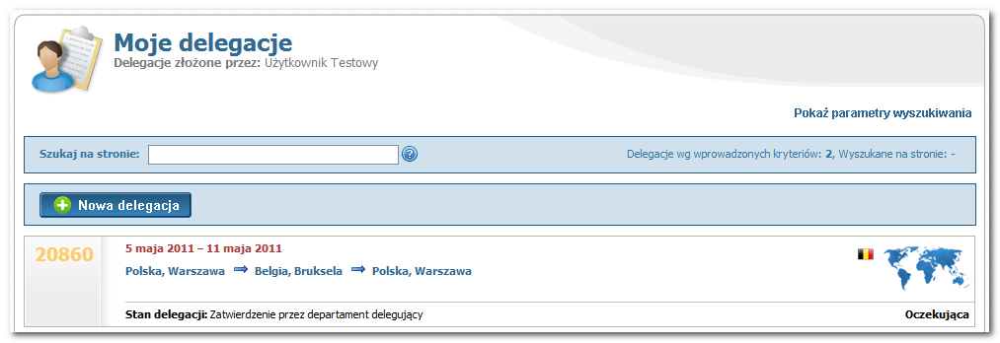 Moje delegacje
Delegacje złożone przez: Użytkownik Testowy
Pokaż parametry wyszukiwania
Szukaj na stronie: Delegacje wg wprowadzonych kryteriów: 2, Wyszukane na stronie: -
Nowa delegacja
20860 5 maja 2011 – 11 maja 2011
Polska, Warszawa Belgia, Bruksela Polska, Warszawa
Stan delegacji: Zatwierdzenie przez departament delegujący Oczekująca